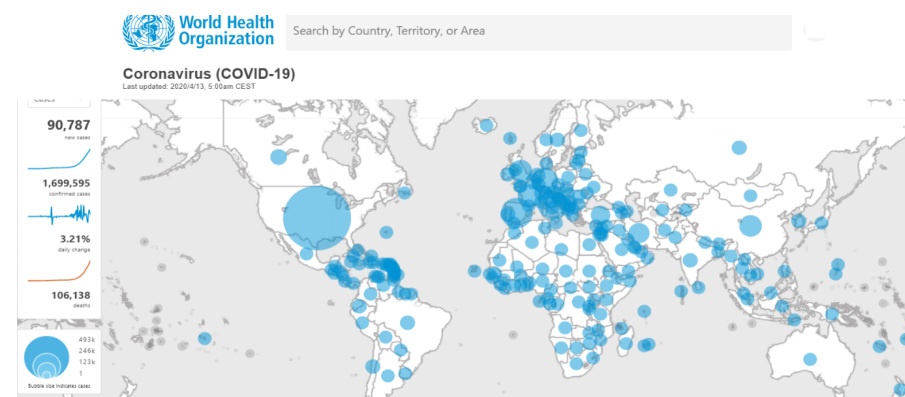 World Health
Organization
Search by Country, Territory, or Area
Coronavirus (COVID-19)
Last updated: 2020/4/13, 5:00am CEST
Cases
90,787
new cases
1,699,595
confirmed cases
3.21%
daily change
106,138
deaths
493k
246k
123k
1
Bubble size indicates cases